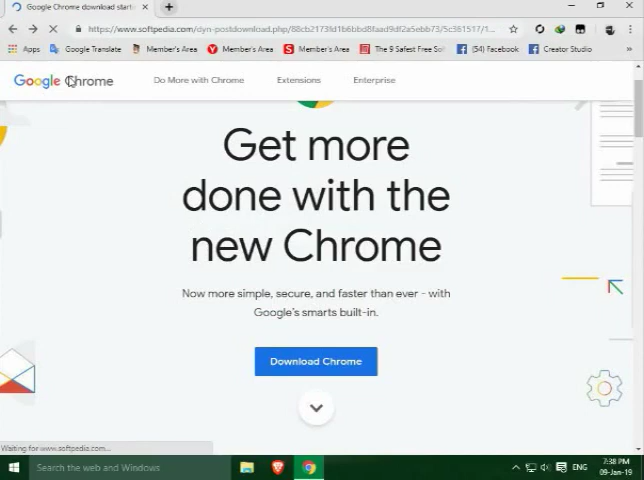 Google Chrome download starti
https://www.softpedia.com/dyn-postdownload.php/88cb2173fd1b6bbd8faad9df2a5ebb73/5c361517/1...
Apps Google Translate Member's Area Member's Area Member's Area The 9 Safest Free Sof (54) Facebook Creator Studio »
Google Chrome Do More with Chrome Extensions Enterprise
Get more
done with the
new Chrome
Now more simple, secure, and faster than ever – with
Google's smarts built-in.
Download Chrome
Waiting for www.softpedia.com...
Search the web and Windows
ENG
7:38 PM
09-Jan-19